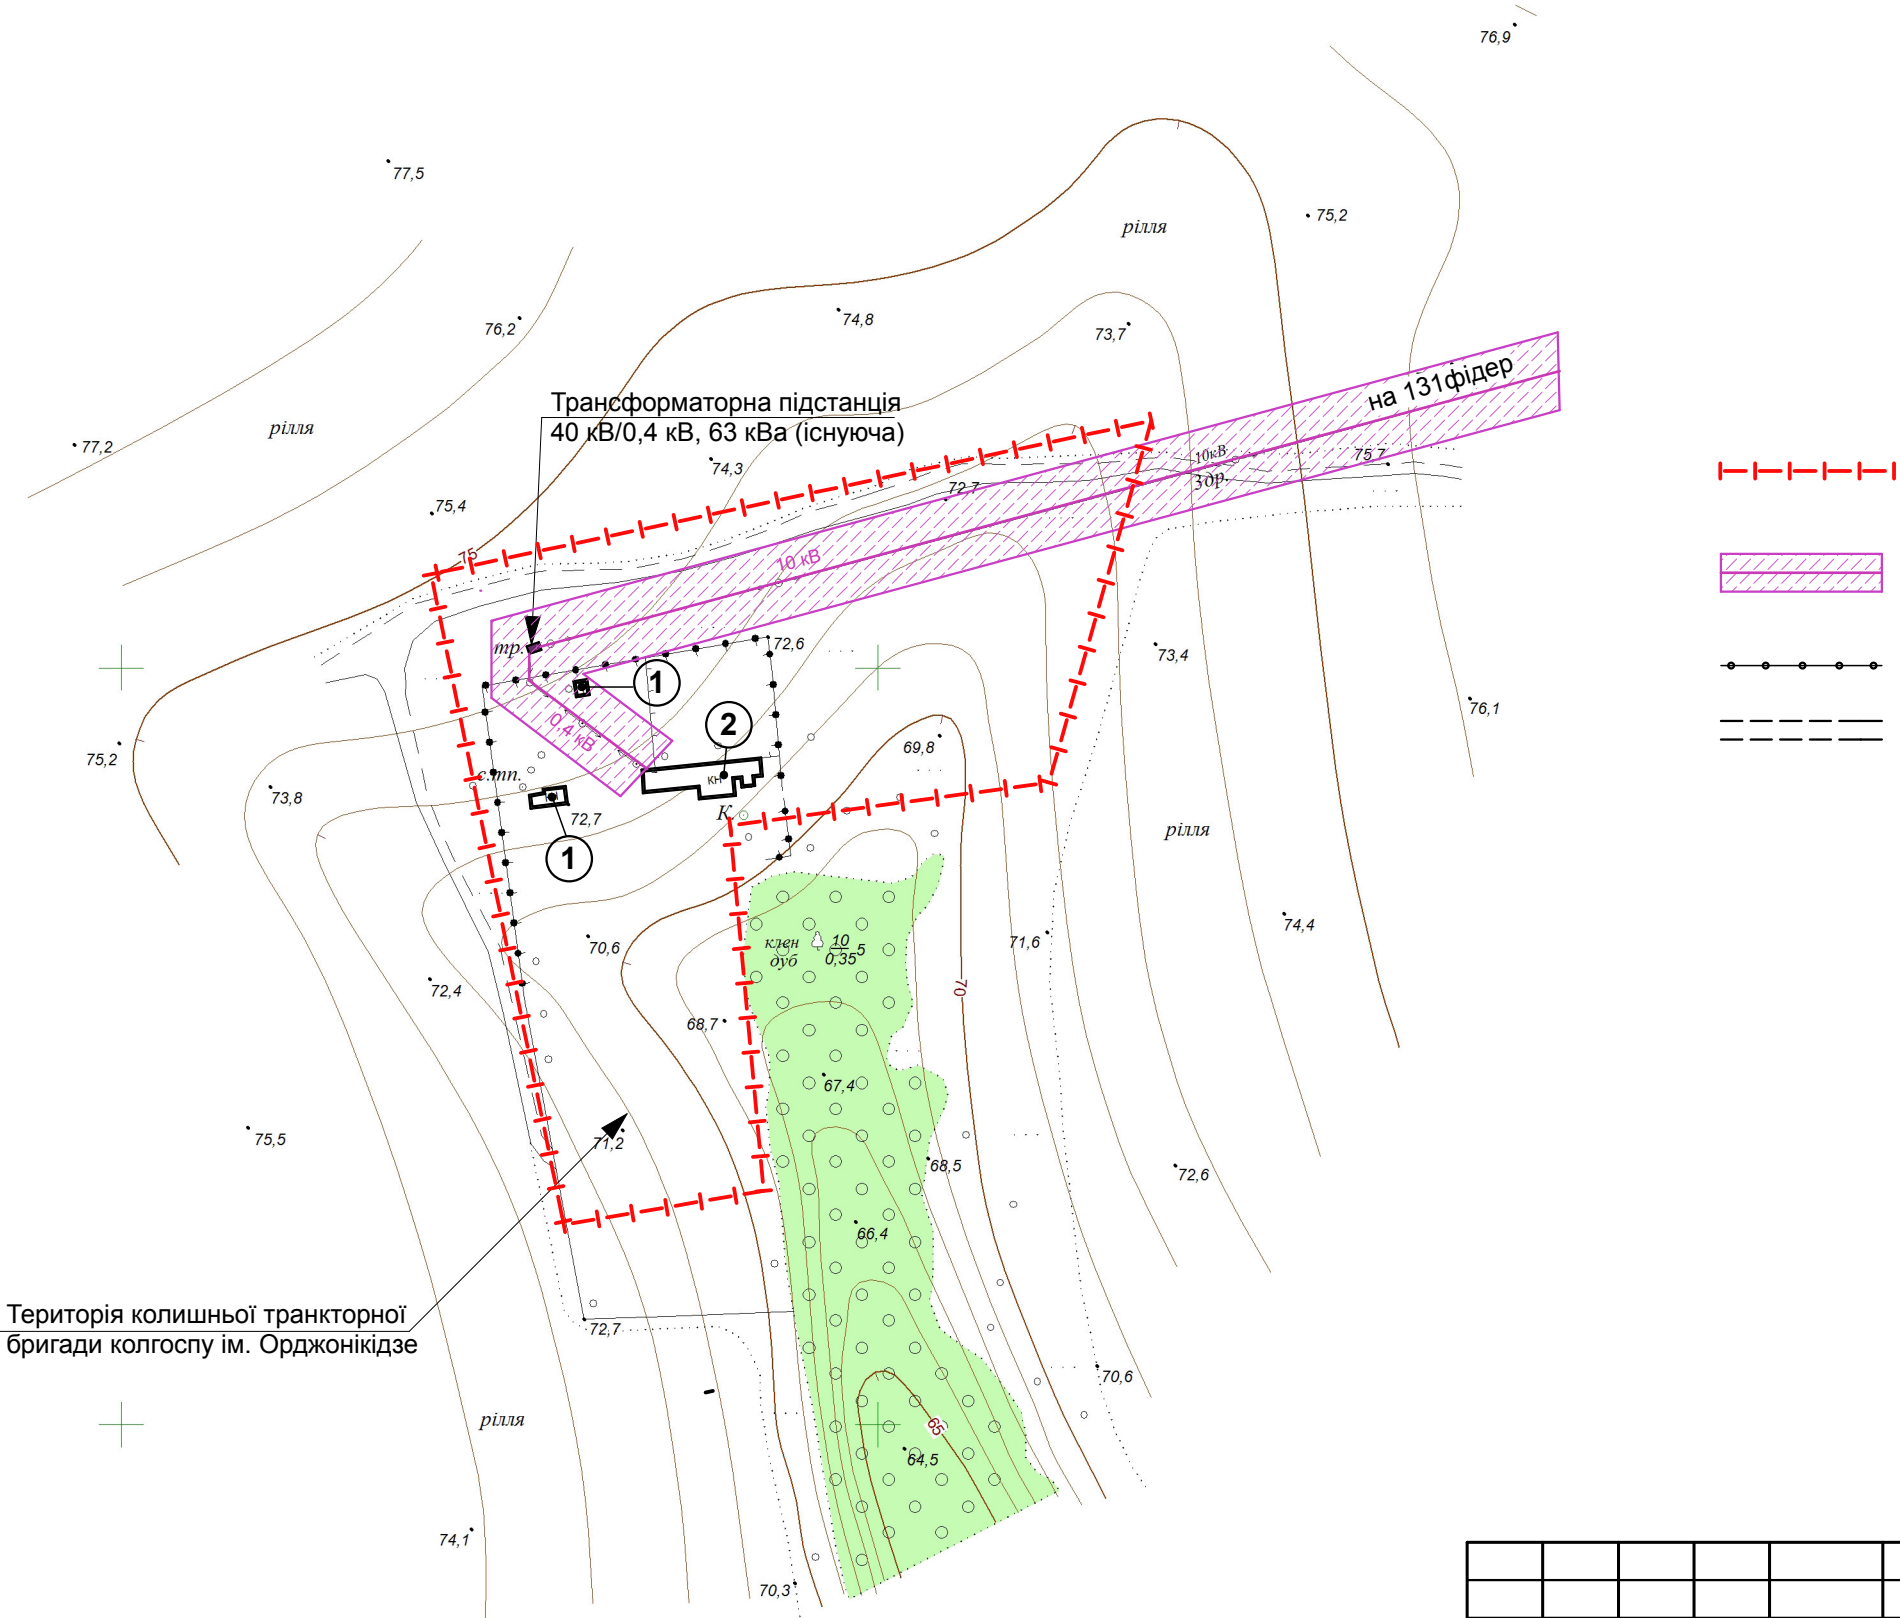 76,9
77,5
75,2
рілля
74,8
73,7
76,2
на 131фідер
Трансформаторна підстанція
40 кВ/0,4 кВ, 63 кВа (існуюча)
рілля
77,2
10кВ
75,7
74,3
Здр.
72,7
75,4
75
10 кВ
72,6
тр.
73,4
1
76,1
2
0,4 кВ
69,8
75,2
с.тп.
кн
73,8
К.
72,7
рілля
1
74,4
клен
дуб
10
0,35
5
70,6
71,6
72,4
70
68,7
67,4
75,5
71,2
68,5
72,6
66,4
Територія колишньої транкторної
бригади колгоспу ім. Орджонікідзе
72,7
70,6
рілля
65
64,5
74,1
70,3